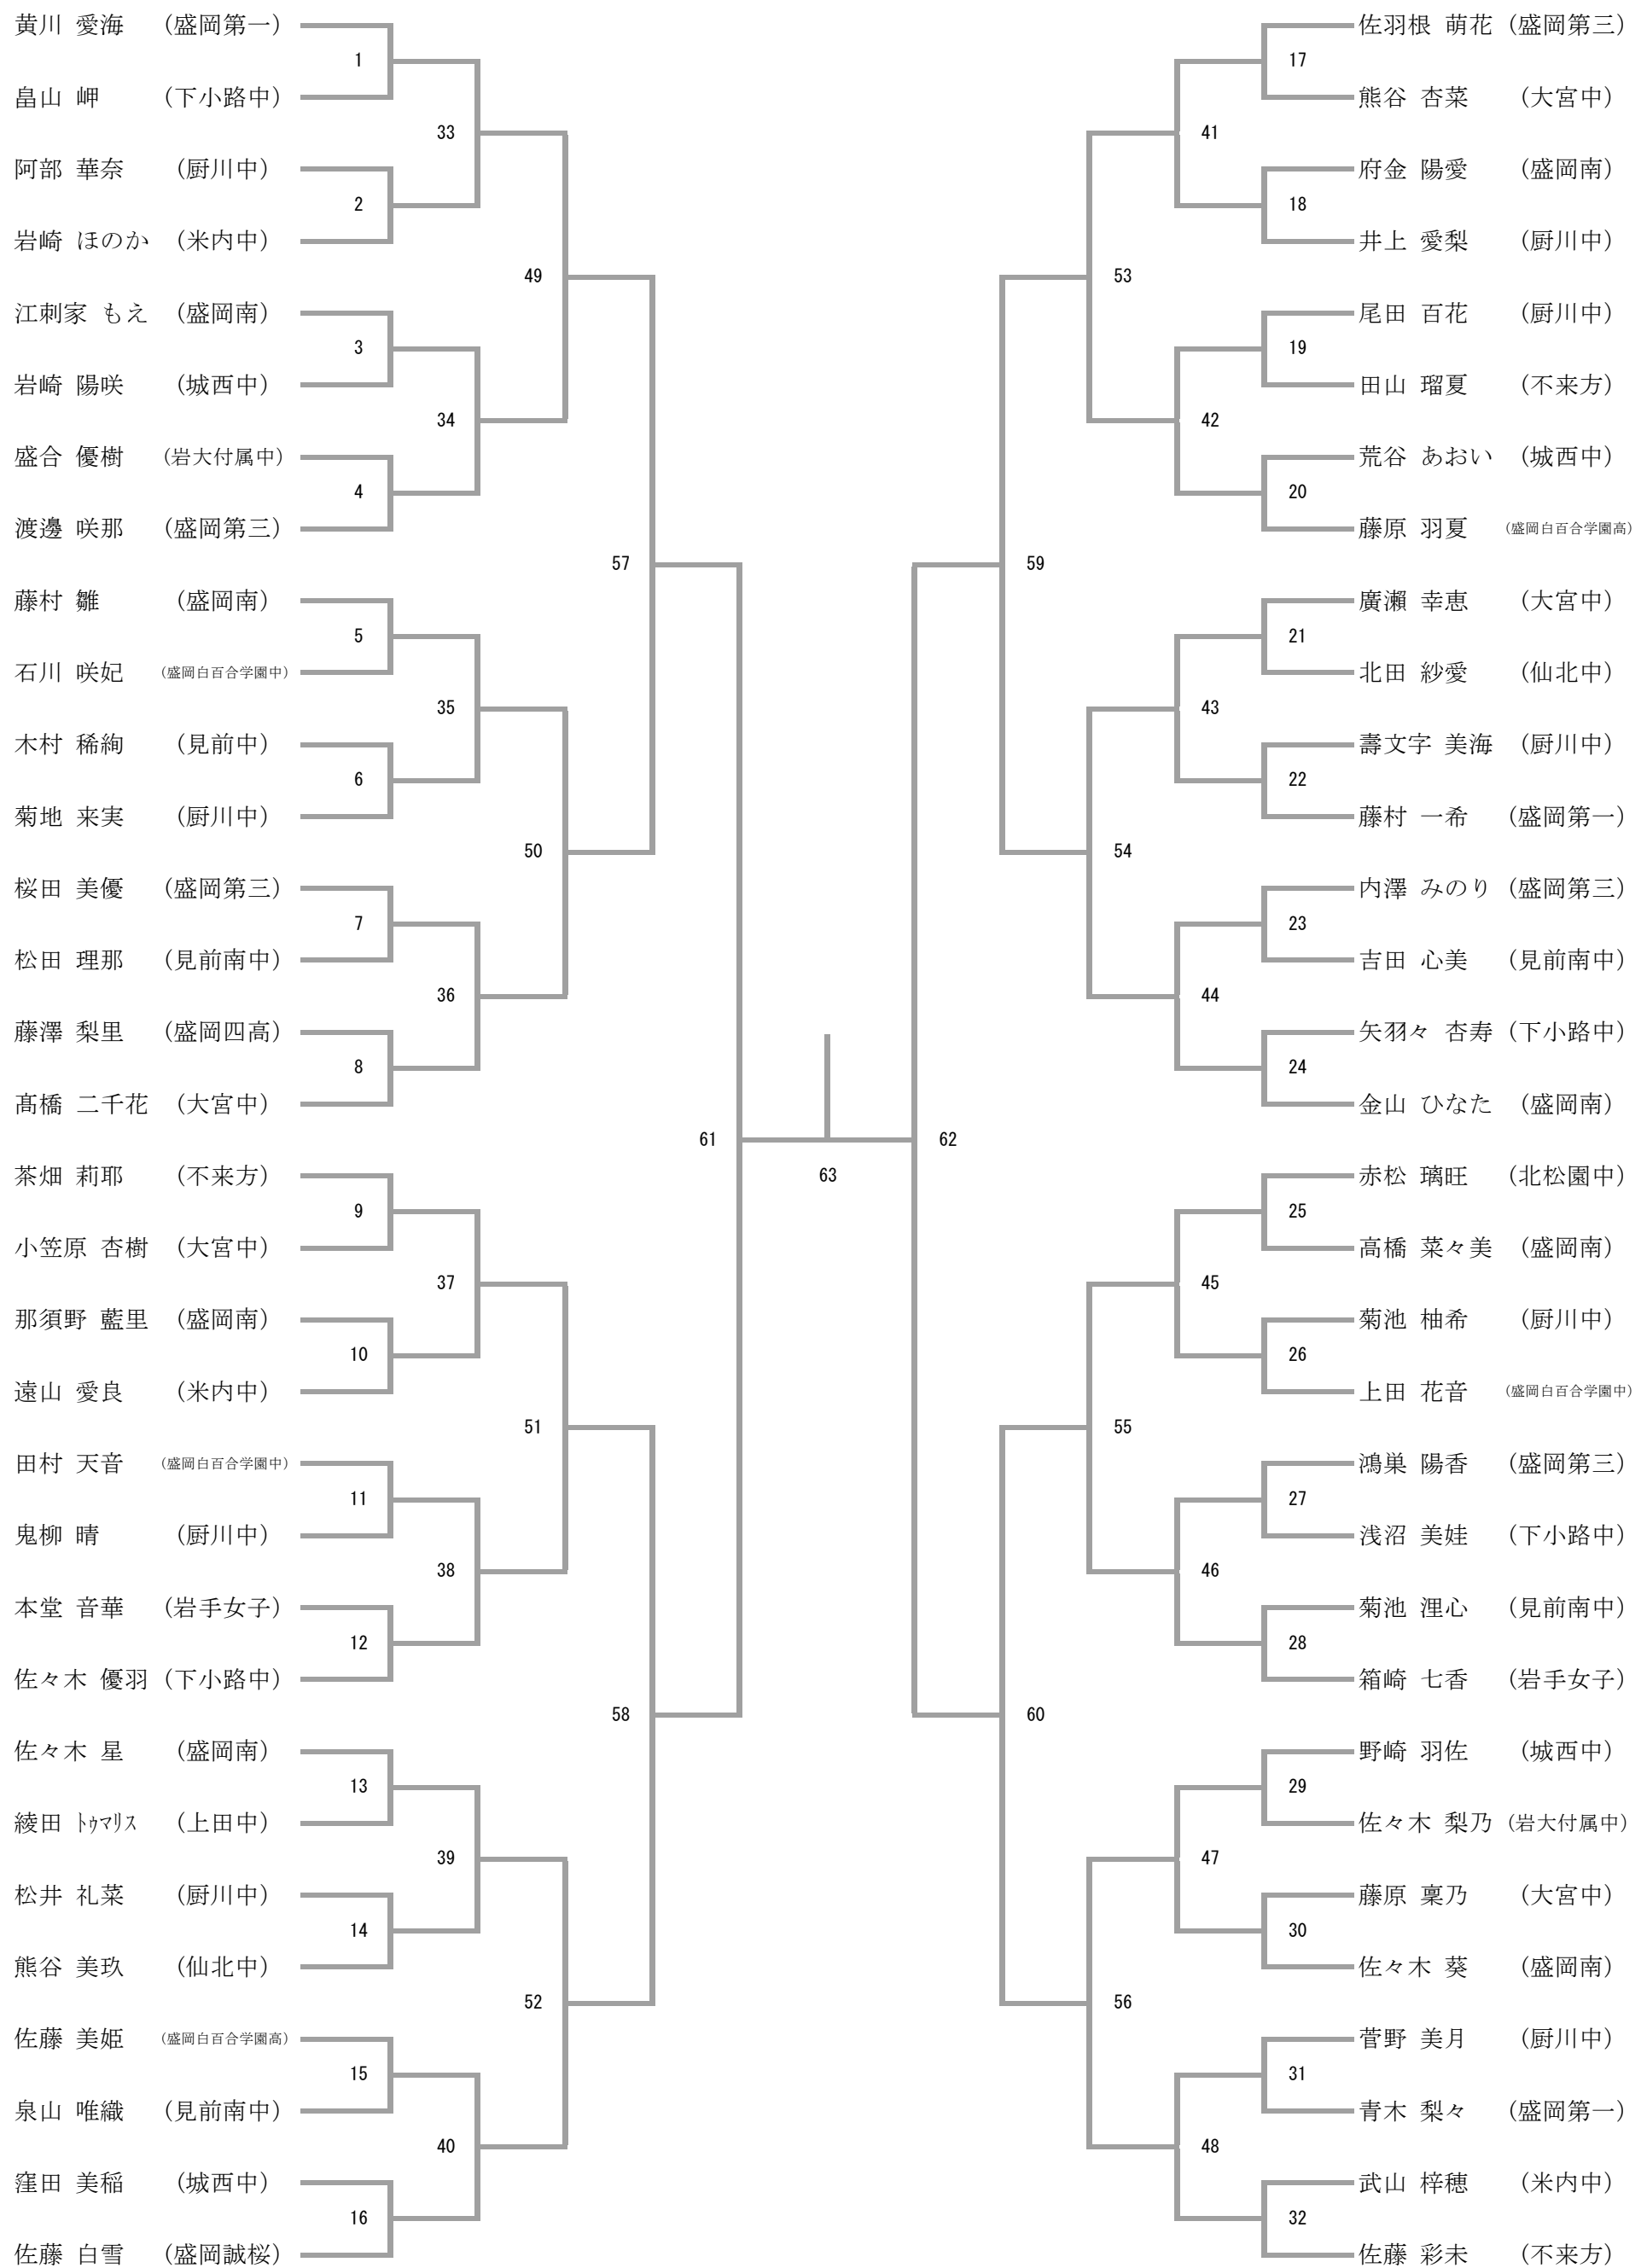 黄川 愛海 (盛岡第一)
1
畠山 岬 (下小路中)
33
阿部 華奈 (厨川中)
2
岩崎 ほのか (米内中)
49
江刺家 もえ (盛岡南)
3
岩崎 陽咲 (城西中)
34
盛合 優樹 (岩大付属中)
4
渡邊 咲那 (盛岡第三)
57
藤村 雛 (盛岡南)
5
石川 咲妃 (盛岡白百合学園中)
35
木村 稀絢 (見前中)
6
菊地 来実 (厨川中)
50
桜田 美優 (盛岡第三)
7
松田 理那 (見前南中)
36
藤澤 梨里 (盛岡四高)
8
髙橋 二千花 (大宮中)
61
茶畑 莉耶 (不来方)
9
小笠原 杏樹 (大宮中)
37
那須野 藍里 (盛岡南)
10
遠山 愛良 (米内中)
51
田村 天音 (盛岡白百合学園中)
11
鬼柳 晴 (厨川中)
38
本堂 音華 (岩手女子)
12
佐々木 優羽 (下小路中)
58
佐々木 星 (盛岡南)
13
綾田 ﾄｩﾏﾘｽ (上田中)
39
松井 礼菜 (厨川中)
14
熊谷 美玖 (仙北中)
52
佐藤 美姫 (盛岡白百合学園高)
15
泉山 唯織 (見前南中)
40
窪田 美稲 (城西中)
16
佐藤 白雪 (盛岡誠桜)
63
佐羽根 萌花 (盛岡第三)
17
熊谷 杏菜 (大宮中)
41
府金 陽愛 (盛岡南)
18
井上 愛梨 (厨川中)
53
尾田 百花 (厨川中)
19
田山 瑠夏 (不来方)
42
荒谷 あおい (城西中)
20
藤原 羽夏 (盛岡白百合学園高)
59
廣瀨 幸恵 (大宮中)
21
北田 紗愛 (仙北中)
43
壽文字 美海 (厨川中)
22
藤村 一希 (盛岡第一)
54
内澤 みのり (盛岡第三)
23
吉田 心美 (見前南中)
44
矢羽々 杏寿 (下小路中)
24
金山 ひなた (盛岡南)
62
赤松 璃旺 (北松園中)
25
高橋 菜々美 (盛岡南)
45
菊池 柚希 (厨川中)
26
上田 花音 (盛岡白百合学園中)
55
鴻巣 陽香 (盛岡第三)
27
浅沼 美娃 (下小路中)
46
菊池 浬心 (見前南中)
28
箱崎 七香 (岩手女子)
60
野崎 羽佐 (城西中)
29
佐々木 梨乃 (岩大付属中)
47
藤原 稟乃 (大宮中)
30
佐々木 葵 (盛岡南)
56
菅野 美月 (厨川中)
31
青木 梨々 (盛岡第一)
48
武山 梓穂 (米内中)
32
佐藤 彩未 (不来方)